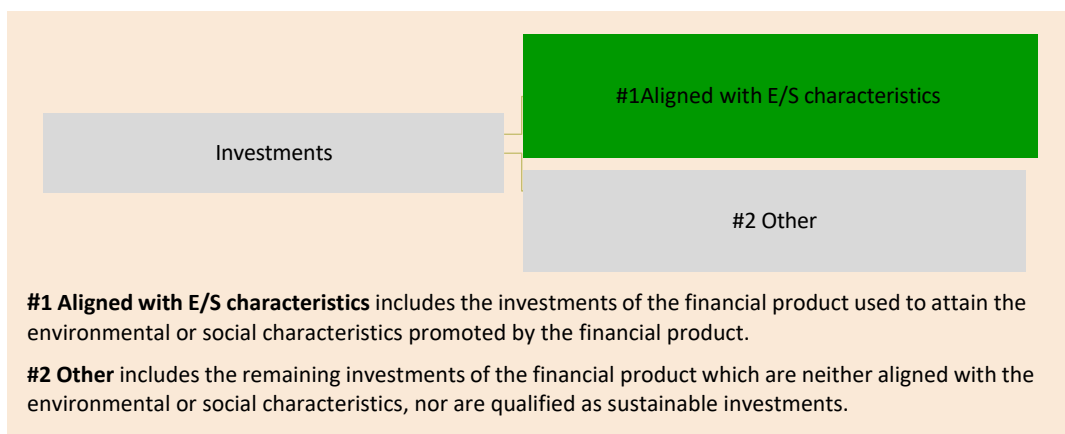 #1Aligned with E/S characteristics
Investments
#2 Other
#1 Aligned with E/S characteristics includes the investments of the financial product used to attain the
environmental or social characteristics promoted by the financial product.
#2 Other includes the remaining investments of the financial product which are neither aligned with the
environmental or social characteristics, nor are qualified as sustainable investments.